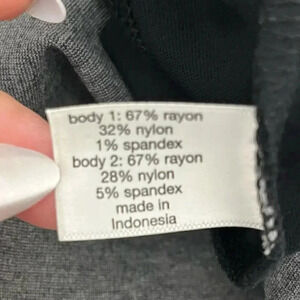 body 1: 67% rayon
32% nylon
1% spandex
body 2: 67% rayon
28% nylon
5% spandex
made in
Indonesia